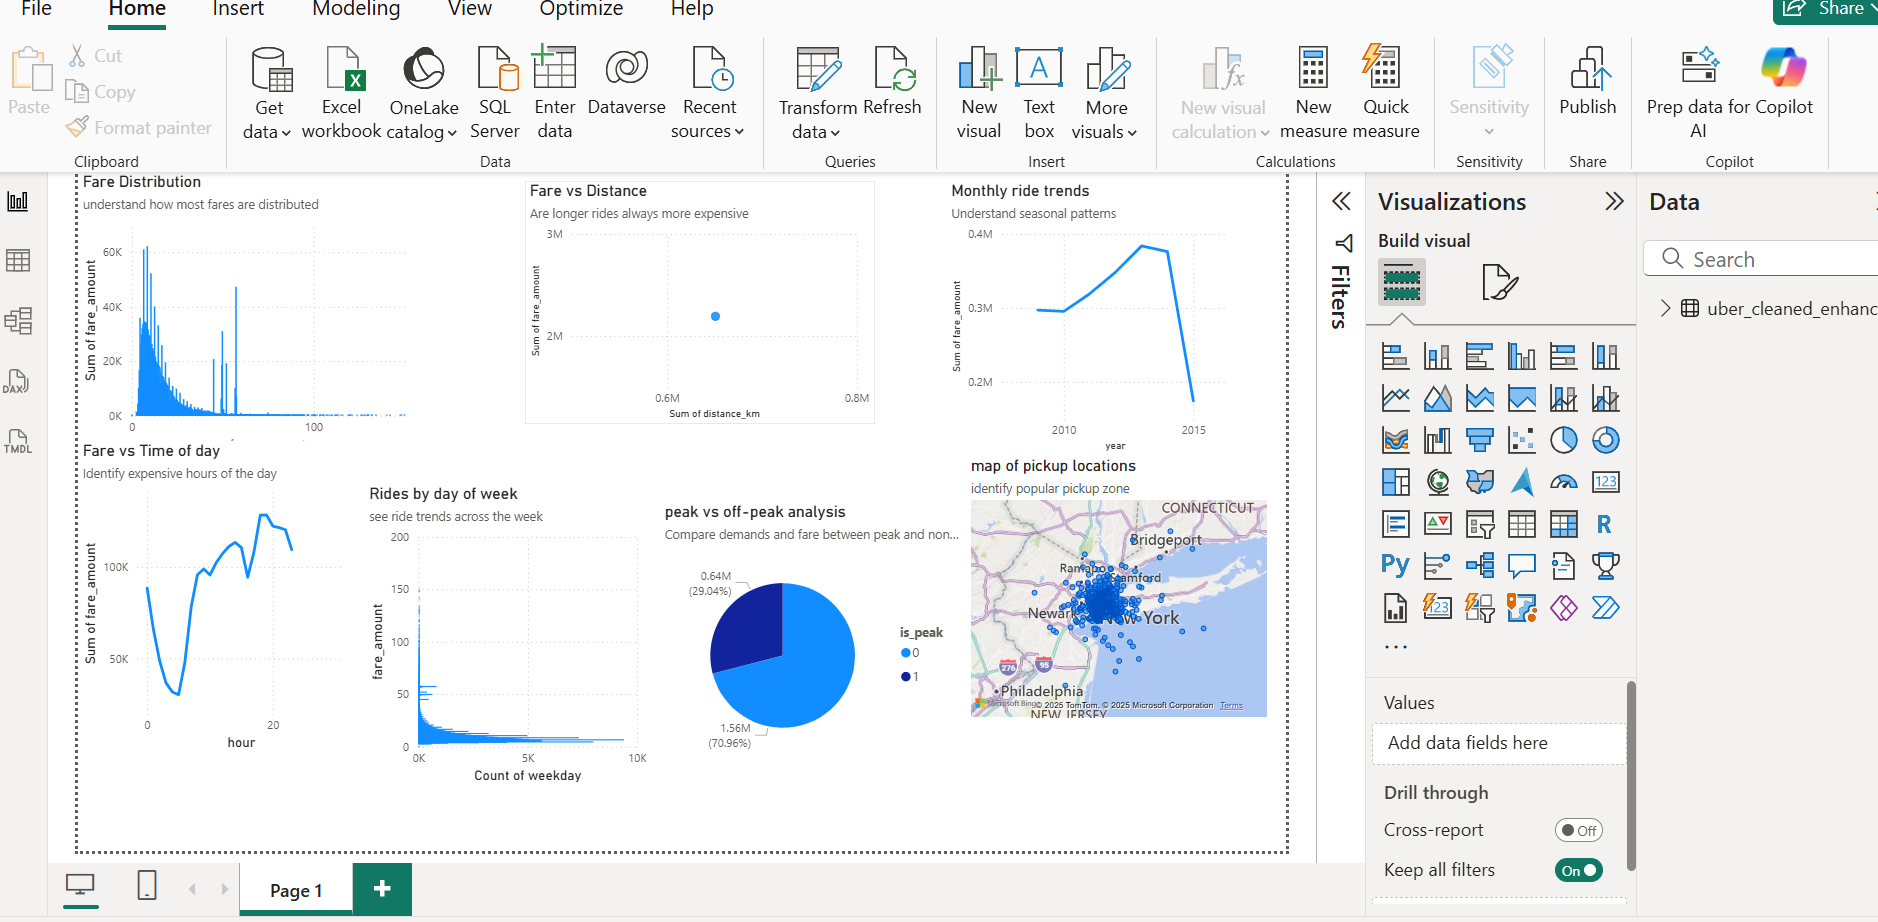 File
Home
Insert
Modeling
View
Optimize
Help
Share
Paste
Cut
Copy
Format painter
Clipboard
Get
data
Excel
workbook
OneLake
catalog
SQL
Server
Enter
data
Dataverse
Recent
sources
Data
Transform
data
Refresh
Queries
New
visual
A
Text
box
More
visuals
Insert
fx
New visual
calculation
New
measure
Quick
measure
Calculations
Sensitivity
Sensitivity
Publish
Share
Prep data for
AI
Copilot
Copilot
DAX
TMDL
Fare Distribution
understand how most fares are distributed
Sum of fare_amount
60K
40K
20K
0K
0
100
Fare vs Distance
Are longer rides always more expensive
Sum of fare_amount
3M
2M
0.6M
0.8M
Sum of distance_km
Monthly ride trends
Understand seasonal patterns
Sum of fare_amount
0.4M
0.3M
0.2M
2010
2015
year
Fare vs Time of day
Identify expensive hours of the day
Sum of fare_amount
100K
50K
0
20
hour
Rides by day of week
see ride trends across the week
fare_amount
200
150
100
50
0
0K
5K
10K
Count of weekday
peak vs off-peak analysis
Compare demands and fare between peak and non...
0.64M
(29.04%)
1.56M
(70.96%)
is_peak
0
1
map of pickup locations
identify popular pickup zone
CONNECTICUT
Bridgeport
Ramapo
Stamford
Newark
New York
276
95
Philadelphia
Microsoft Bing
© 2025 TomTom, © 2025 Microsoft Corporation
Terms
NEW JERSEY
Filters
Visualizations
Build visual
123
R
Py
123
...
Values
Add data fields here
Drill through
Cross-report
Off
Keep all filters
On
Data
Search
uber_cleaned_enhanc
Page 1